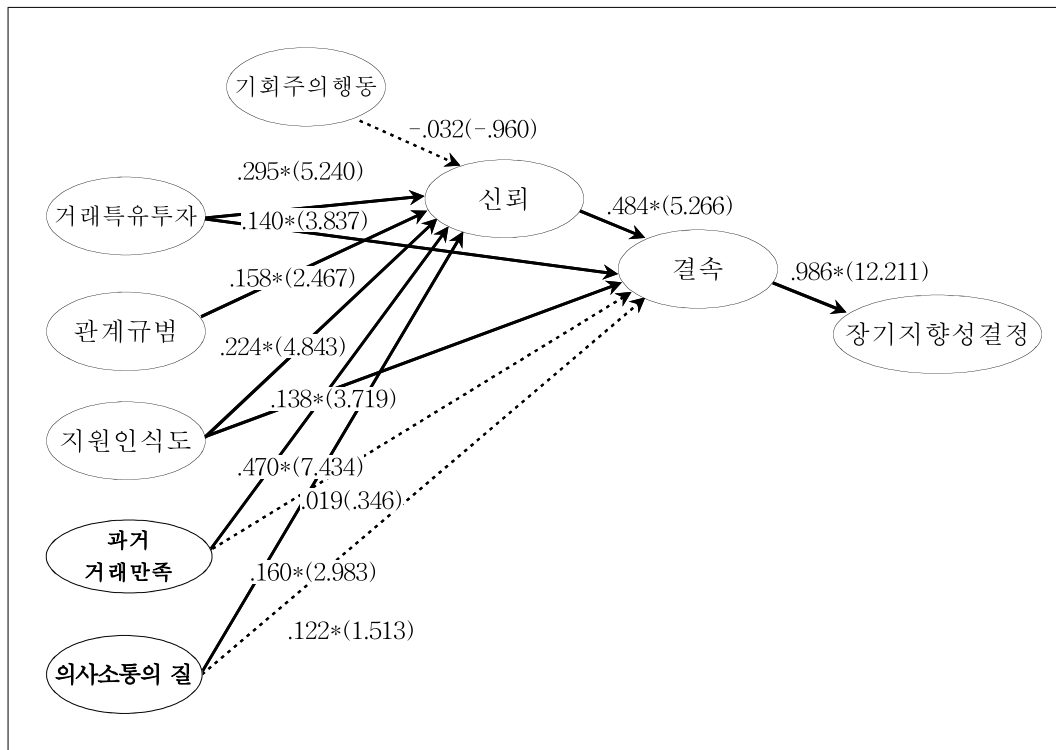 기회주의행동
-.032(-.960)
.295*(5.240)
신뢰
거래특유투자
.140*(3.837)
.484*(5.266)
결속
.986*(12.211)
.158*(2.467)
관계규범
장기지향성결정
.224*(4.843)
.138*(3.719)
지원인식도
.470*(7.434)
.019(.346)
과거
거래만족
.160*(2.983)
.122*(1.513)
의사소통의 질